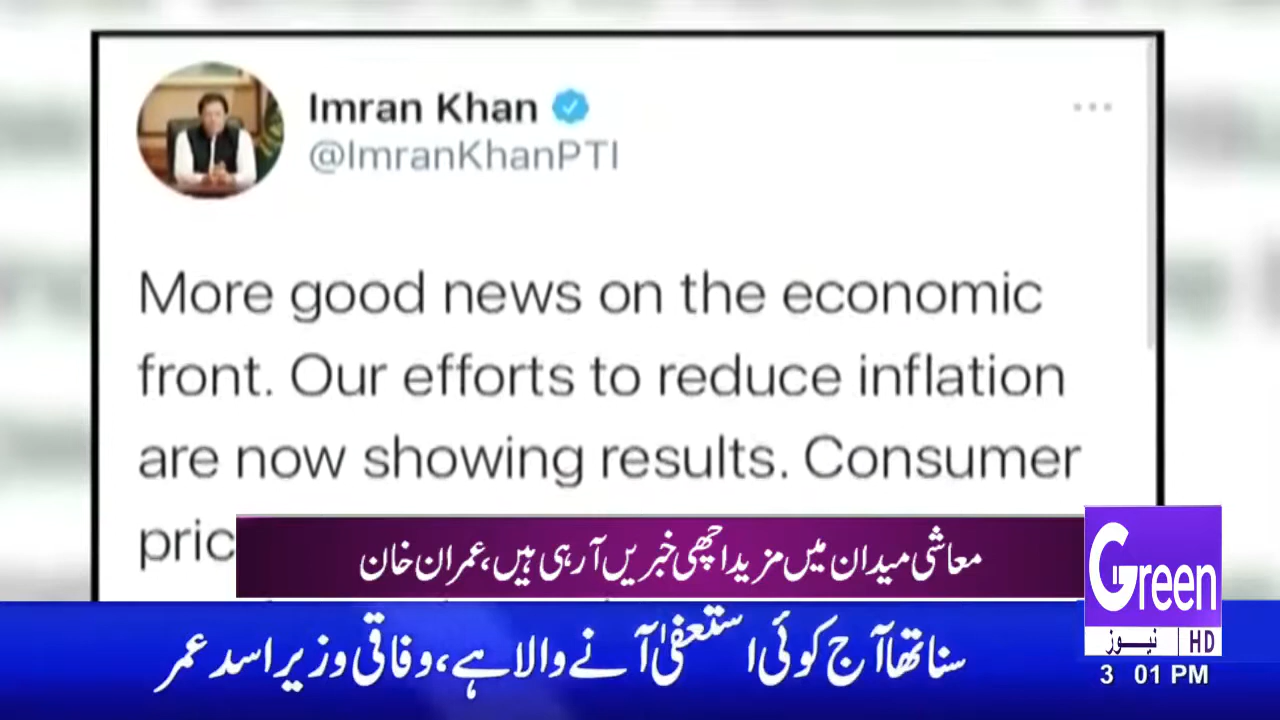 Imran Khan
@ImranKhanPTI
More good news on the economic
front. Our efforts to reduce inflation
are now showing results. Consumer
pric
معاشی میدان میں مزید اچھی خبریں آ رہی ہیں، عمران خان
سنا تھا آج کوئی استعفیٰ آنے والا ہے، وفاقی وزیر اسد عمر
Green
نیوز HD
3 01 PM